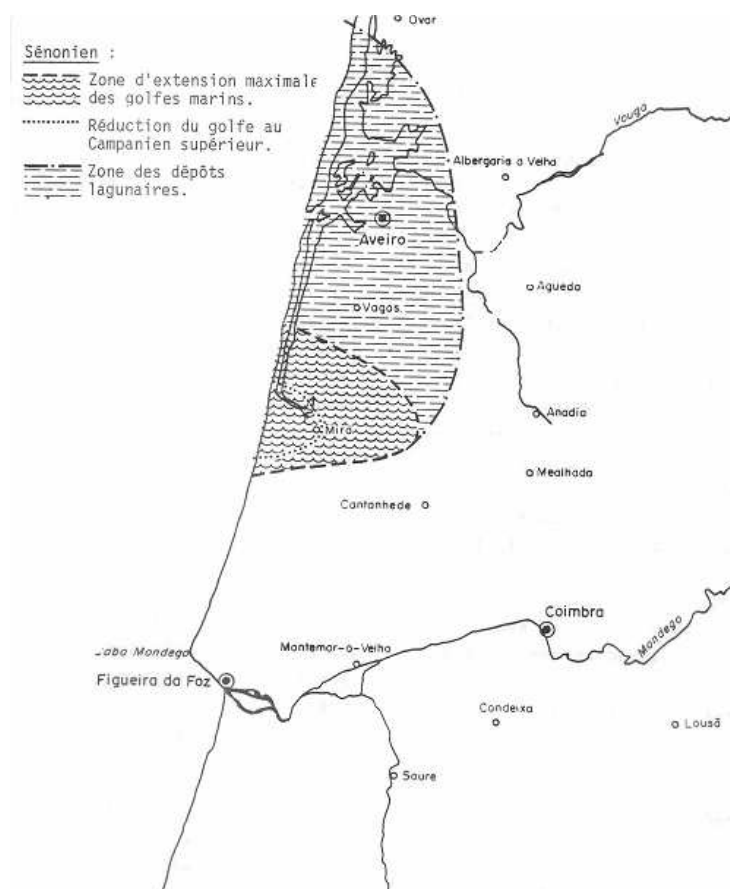 Ovar
Sénonien :
Zone d'extension maximale
des golfes marins.
Réduction du golfe au
Campanien supérieur.
Zone des dépôts
lagunaires.
Vouga
Albergaria a Velha
Aveiro
Agueda
Vagos
Anadia
Mira
Mealhada
Cantanhede
Coimbra
Mondego
Cabo Mondego
Montemor-o-Velho
Figueira da Foz
Condeixa
Lousã
Soure